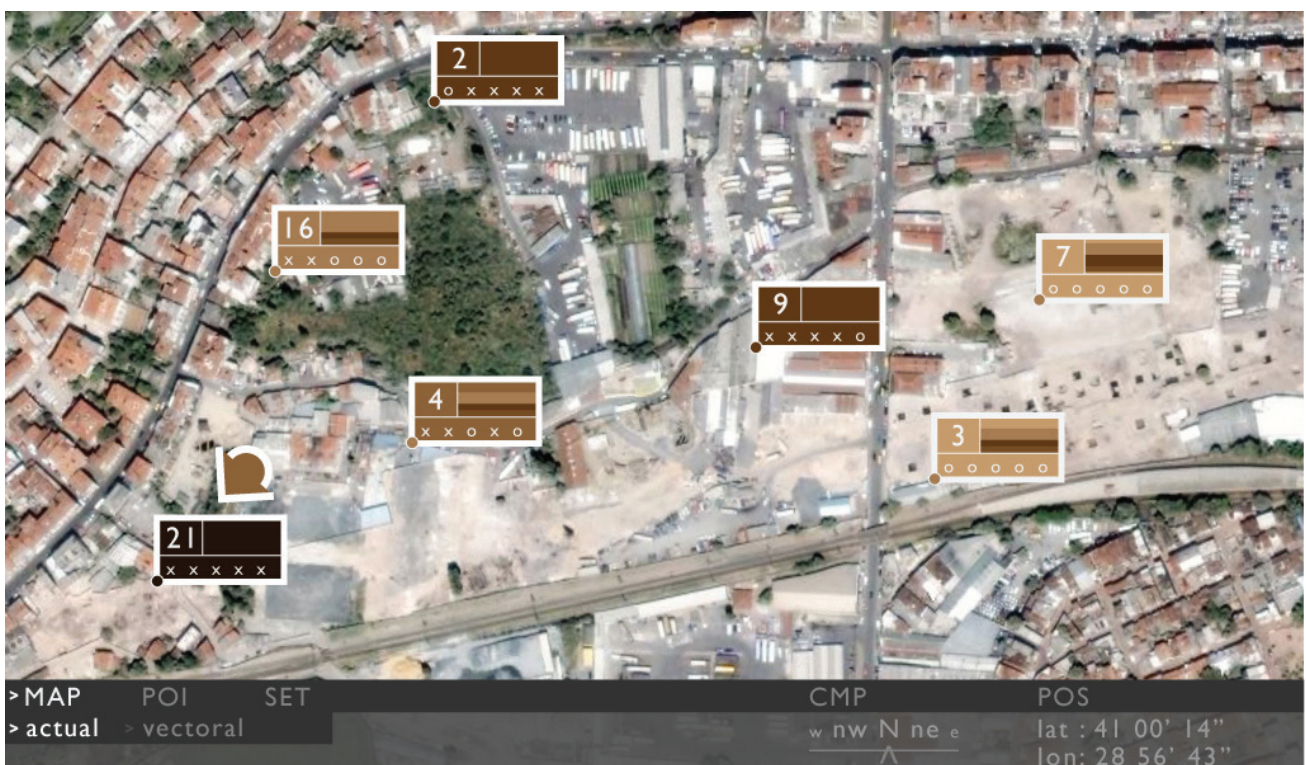 2
o x x x x
16
x x o o o
7
o o o o o
9
x x x x o
4
x x o x o
3
o o o o o
21
x x x x x
>MAP POI SET CMP POS
>actual >vectoral w nw N ne e lat : 41 00' 14"
lon: 28 56' 43"